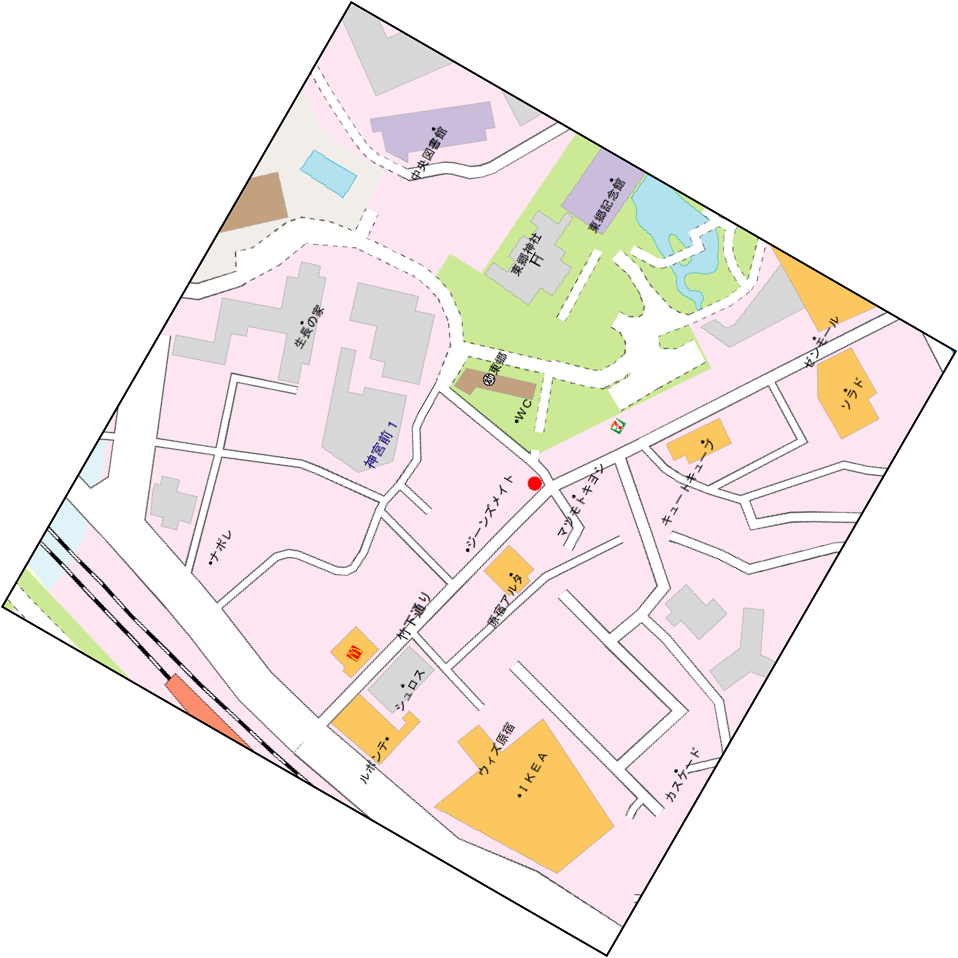 中央図書館
東郷記念館
東郷神社
生長の家
ゼンモール
東郷
ソラド
WC
神宮前1
7
キュートキューブ
マツモトキヨシ
ジーンズメイト
ナポレ
原宿アルタ
竹下通り
シュロス
ルポンテ
ウィズ原宿
IKEA
カスケード